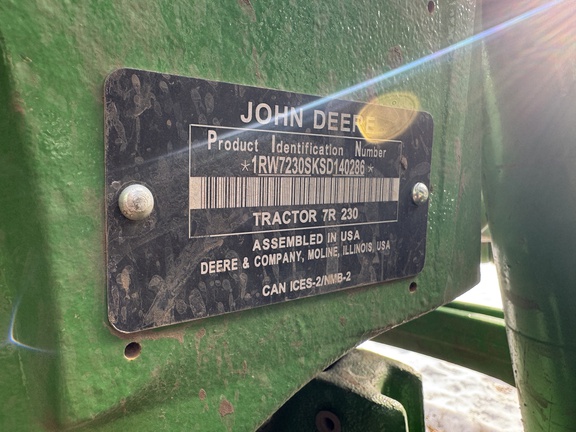 JOHN DEERE
Product Identification Number
*1RW7230SKSD140286*
TRACTOR 7R 230
ASSEMBLED IN USA
DEERE & COMPANY, MOLINE, ILLINOIS, USA
CAN ICES-2/NMB-2